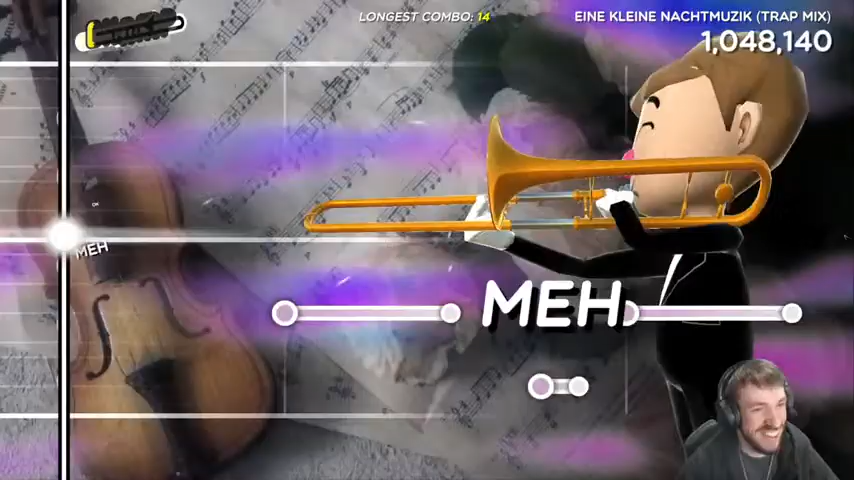 LONGEST COMBO: 14
EINE KLEINE NACHTMUZIK (TRAP MIX)
1,048,140
MEH
MEH